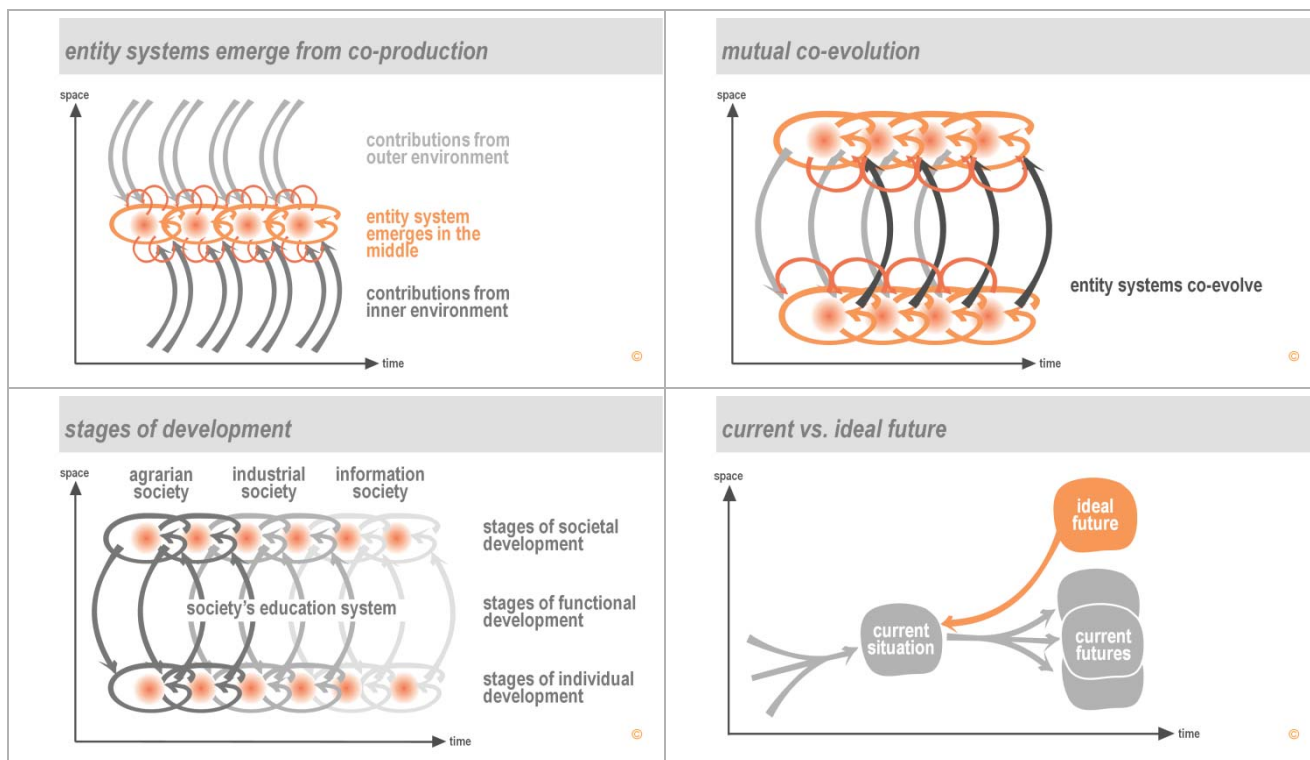 entity systems emerge from co-production
space
contributions from
outer environment
entity system
emerges in the
middle
contributions from
inner environment
time
©
mutual co-evolution
space
entity systems co-evolve
time
©
stages of development
space
agrarian
society
industrial
society
information
society
stages of societal
development
society's education system
stages of functional
development
stages of individual
development
time
©
current vs. ideal future
space
ideal
future
current
situation
current
futures
time
©